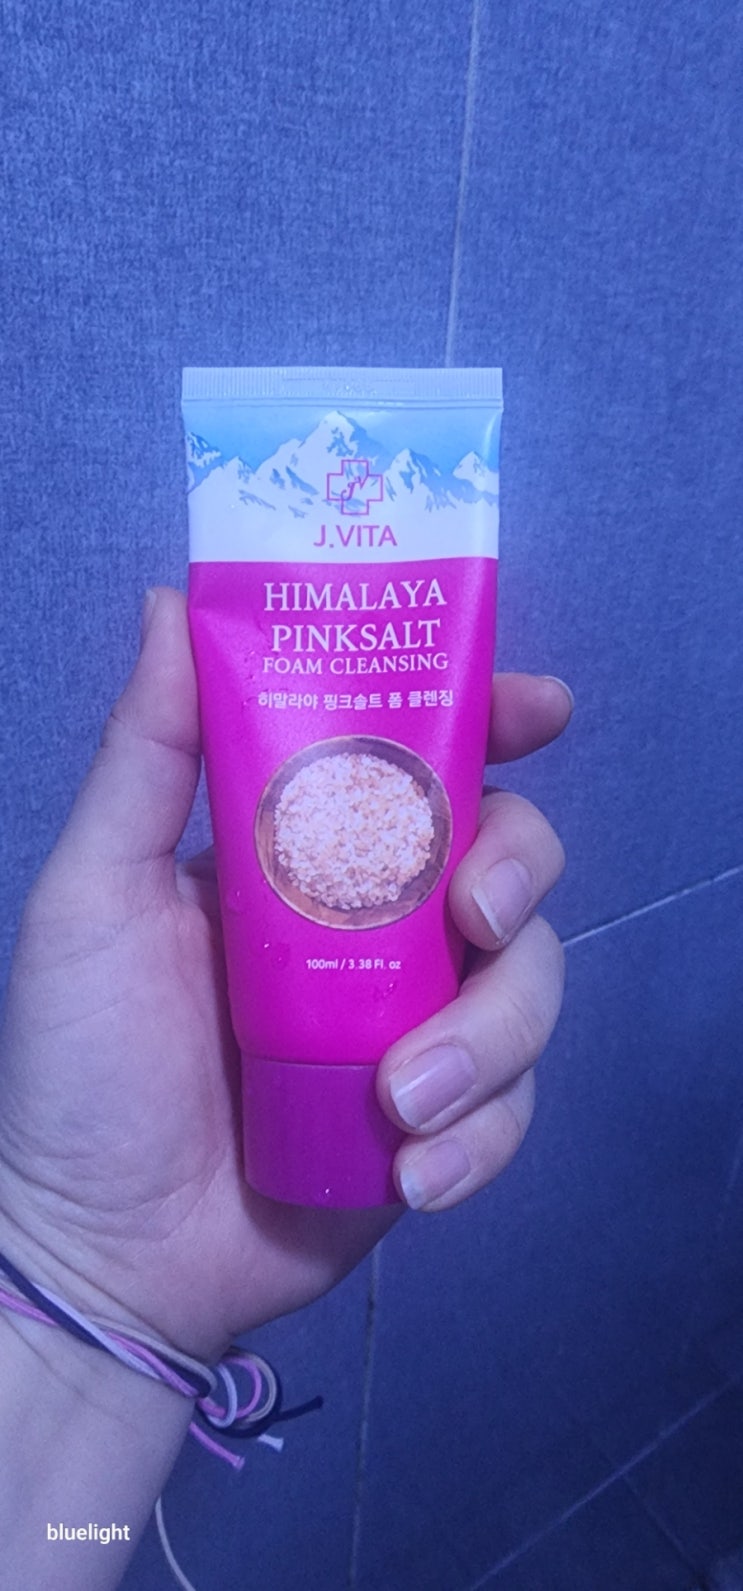 JV
J.VITA
HIMALAYA
PINKSALT
FOAM CLEANSING
히말라야 핑크솔트 폼 클렌징
100ml / 3.38 Fl. oz
bluelight